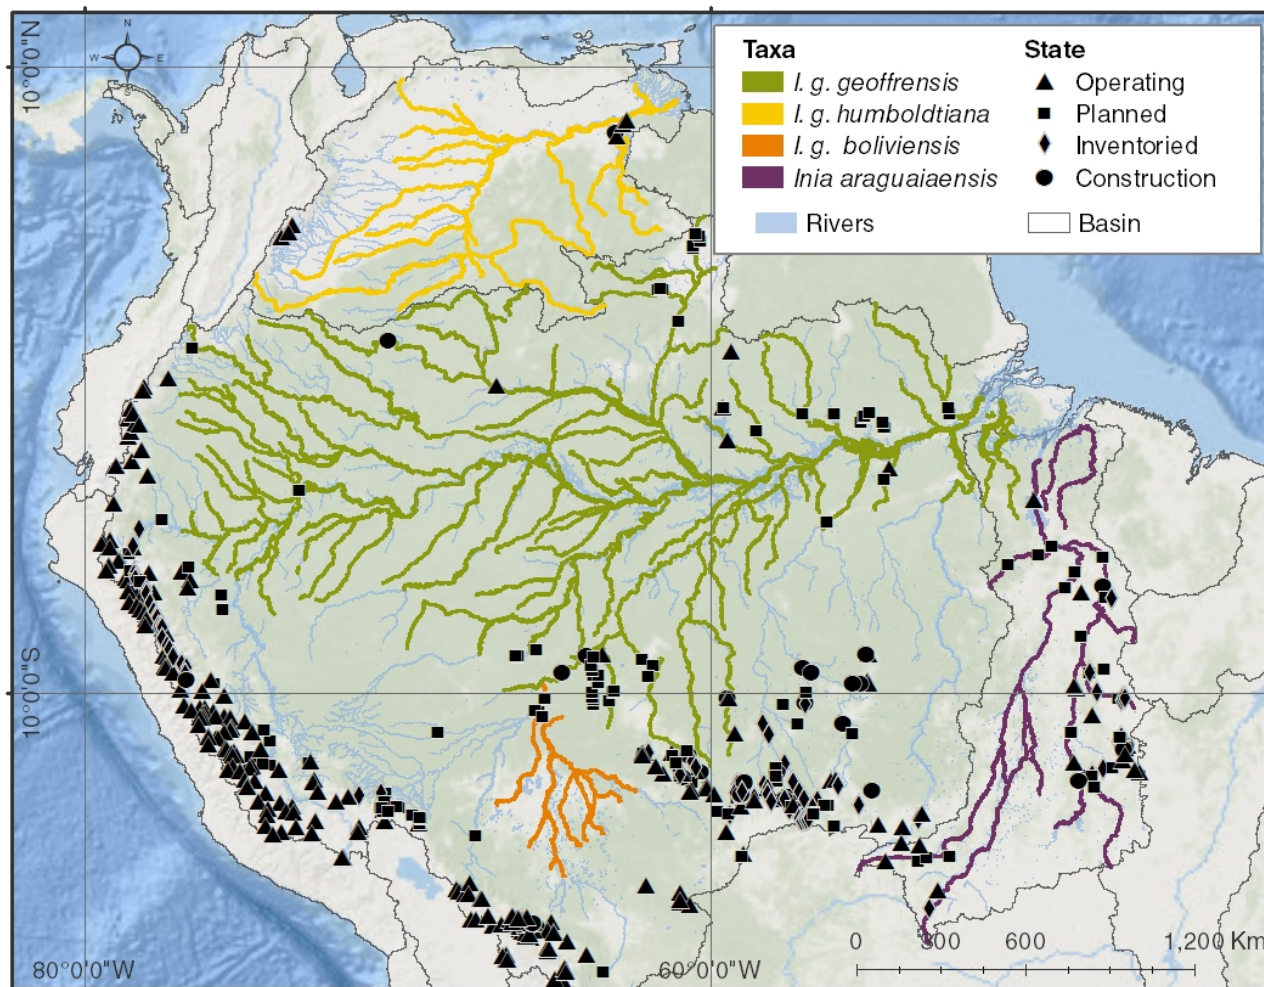 N
W E
S
10°0'0"N
10°0'0"S
80°0'0"W
60°0'0"W
Taxa
I. g. geoffrensis
I. g. humboldtiana
I. g. boliviensis
Inia araguaiaensis
Rivers
State
Operating
Planned
Inventoried
Construction
Basin
0 300 600 1,200 Km